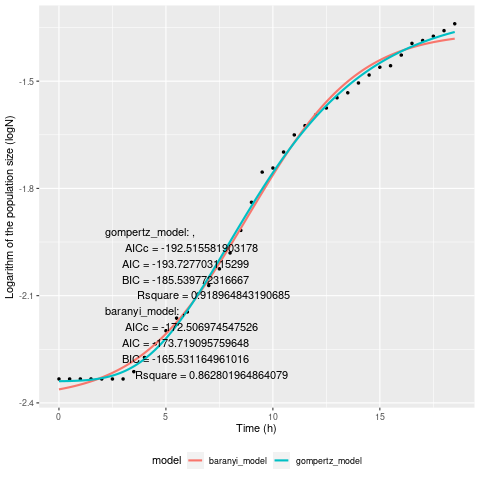 -1.5
-1.8
-2.1
-2.4
Logarithm of the population size (logN)
gompertz_model: ,
AICc = -192.515581903178
AIC = -193.727703115299
BIC = -185.539772316667
Rsquare = 0.918964843190685
baranyi_model: ,
AICc = -172.506974547526
AIC = -173.719095759648
BIC = -165.531164961016
Rsquare = 0.862801964864079
0 5 10 15
Time (h)
model baranyi_model gompertz_model